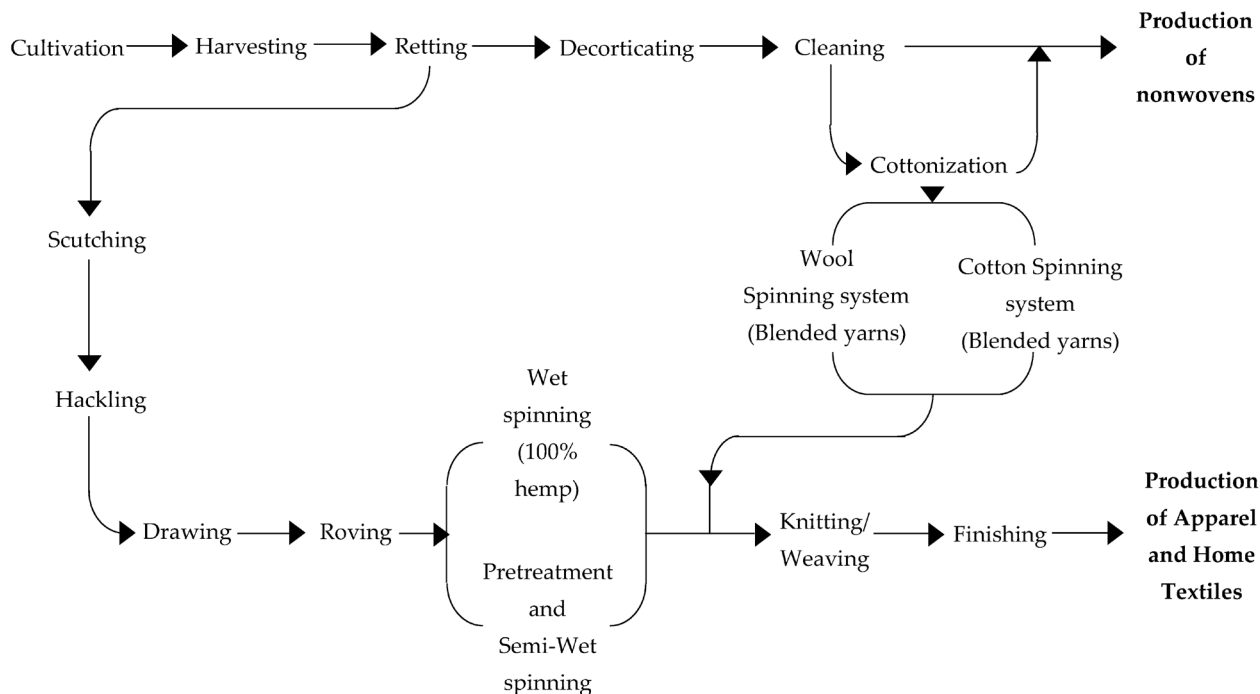 Cultivation
Harvesting
Retting
Decorticating
Cleaning
Production
of
nonwovens
Cottonization
Scutching
Wool
Spinning system
(Blended yarns)
Cotton Spinning
system
(Blended yarns)
Hackling
Wet
spinning
(100%
hemp)
Drawing
Roving
Pretreatment
and
Semi-Wet
spinning
Knitting/
Weaving
Finishing
Production
of Apparel
and Home
Textiles